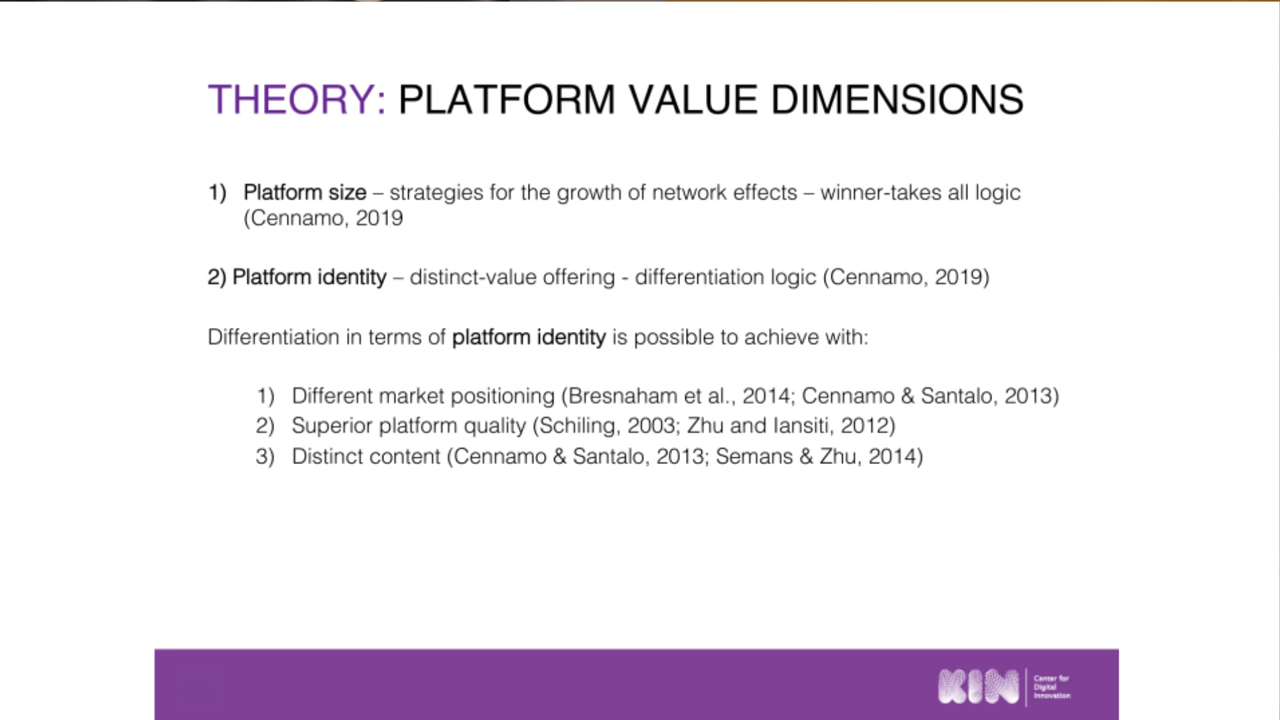 THEORY: PLATFORM VALUE DIMENSIONS
1) Platform size – strategies for the growth of network effects – winner-takes all logic
(Cennamo, 2019
2) Platform identity – distinct-value offering - differentiation logic (Cennamo, 2019)
Differentiation in terms of platform identity is possible to achieve with:
1) Different market positioning (Bresnaham et al., 2014; Cennamo & Santalo, 2013)
2) Superior platform quality (Schiling, 2003; Zhu and Iansiti, 2012)
3) Distinct content (Cennamo & Santalo, 2013; Semans & Zhu, 2014)
KIN
Center for
Digital
Innovation